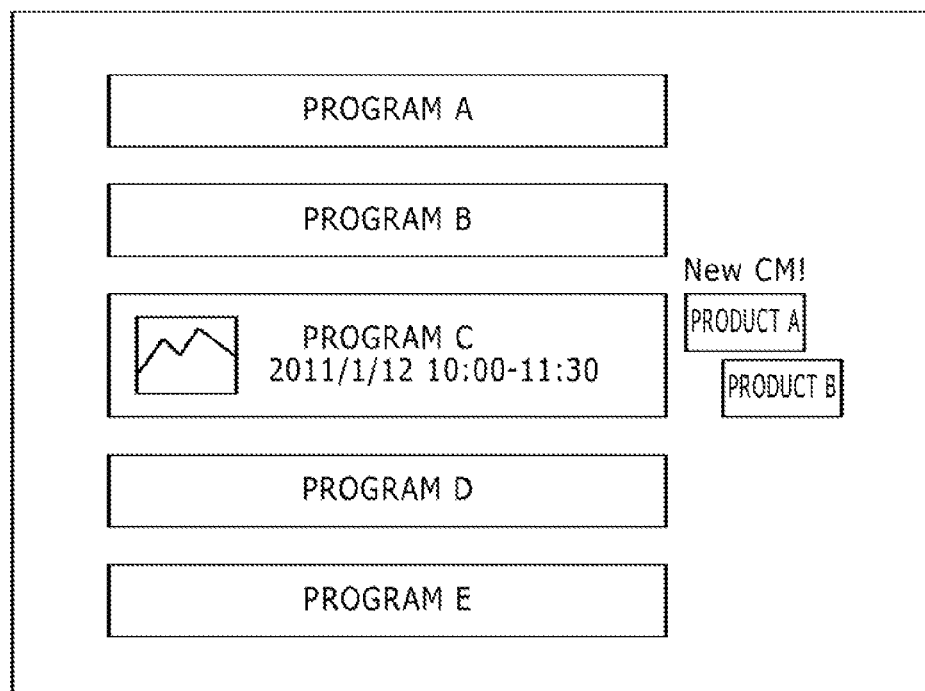 PROGRAM A
PROGRAM B
New CM!
PROGRAM C
2011/1/12 10:00-11:30
PRODUCT A
PRODUCT B
PROGRAM D
PROGRAM E